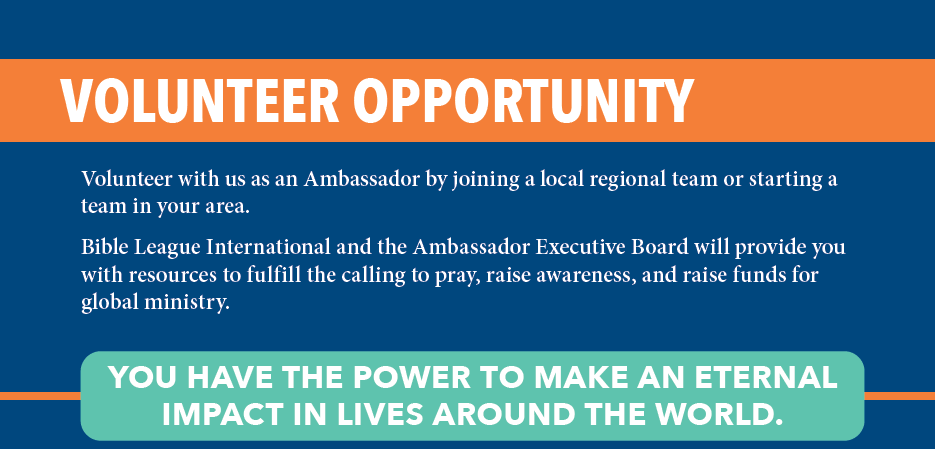 VOLUNTEER OPPORTUNITY
Volunteer with us as an Ambassador by joining a local regional team or starting a
team in your area.
Bible League International and the Ambassador Executive Board will provide you
with resources to fulfill the calling to pray, raise awareness, and raise funds for
global ministry.
YOU HAVE THE POWER TO MAKE AN ETERNAL
IMPACT IN LIVES AROUND THE WORLD.